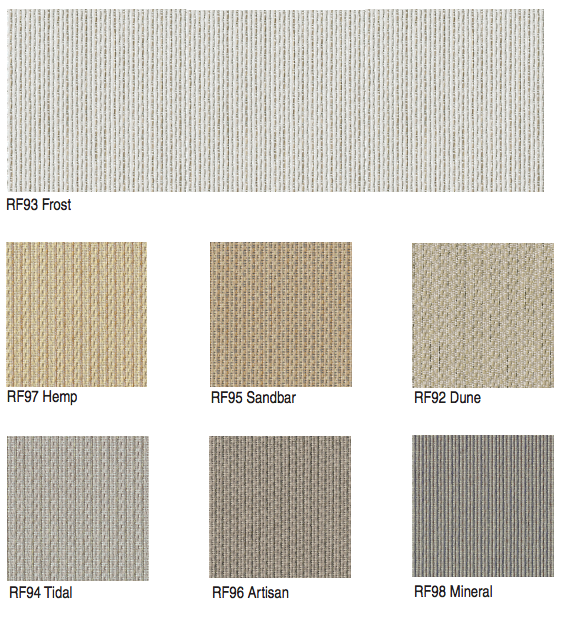 RF93 Frost
RF97 Hemp
RF95 Sandbar
RF92 Dune
RF94 Tidal
RF96 Artisan
RF98 Mineral